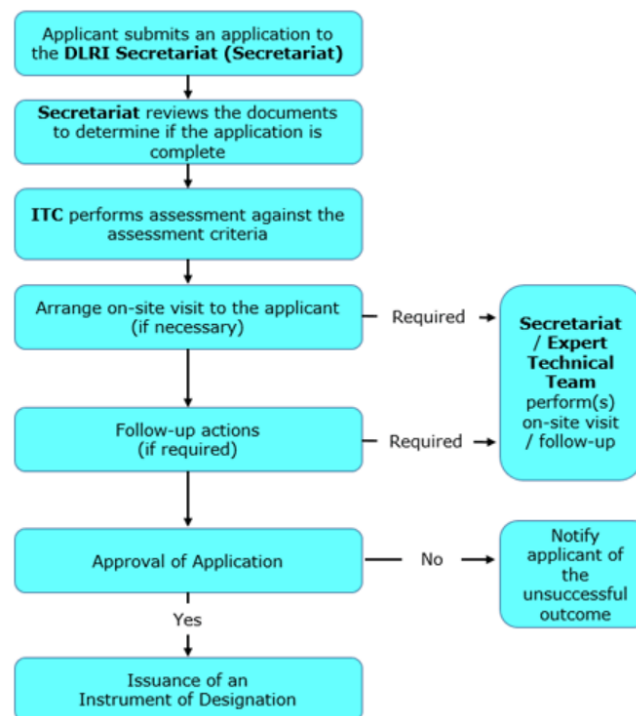 Applicant submits an application to
the DLRI Secretariat (Secretariat)
Secretariat reviews the documents
to determine if the application is
complete
ITC performs assessment against the
assessment criteria
Arrange on-site visit to the applicant
(if necessary)
Required
Secretariat
/ Expert
Technical
Team
perform(s)
on-site visit
/ follow-up
Follow-up actions
(if required)
Required
Approval of Application
No
Notify
applicant of
the
unsuccessful
outcome
Yes
Issuance of an
Instrument of Designation